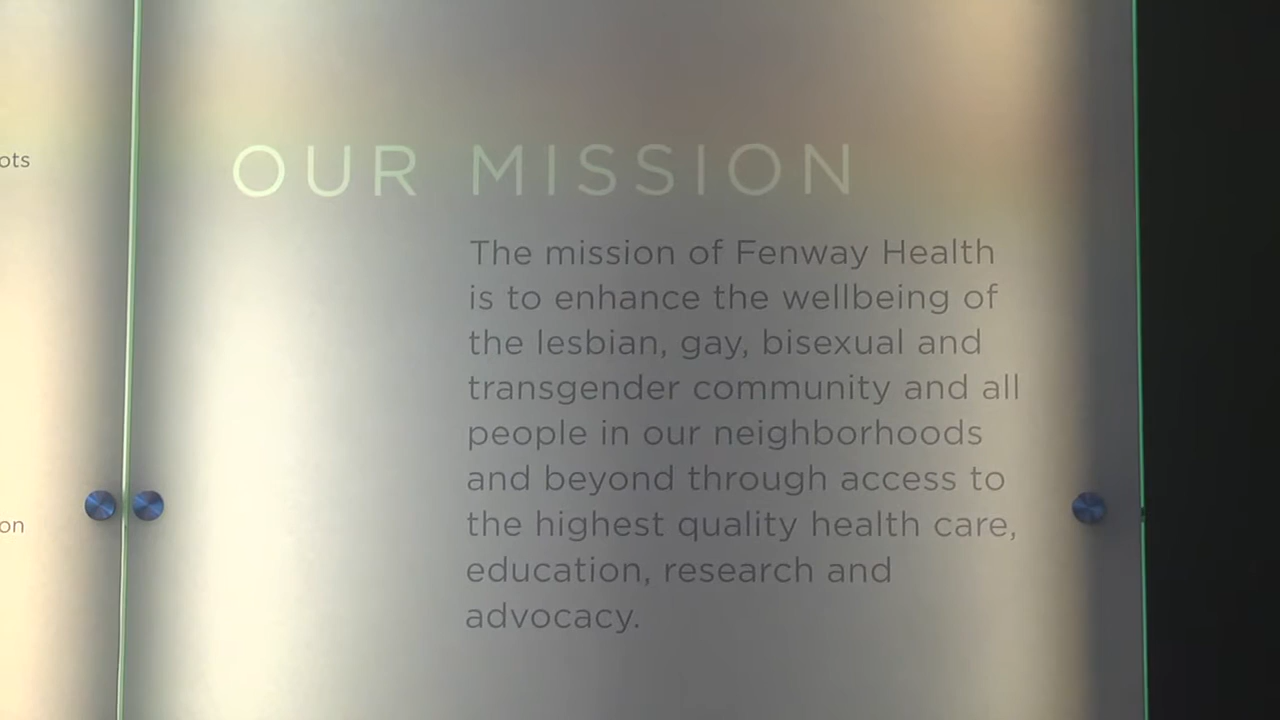 ots
on
OUR MISSION
The mission of Fenway Health
is to enhance the wellbeing of
the lesbian, gay, bisexual and
transgender community and all
people in our neighborhoods
and beyond through access to
the highest quality health care,
education, research and
advocacy.